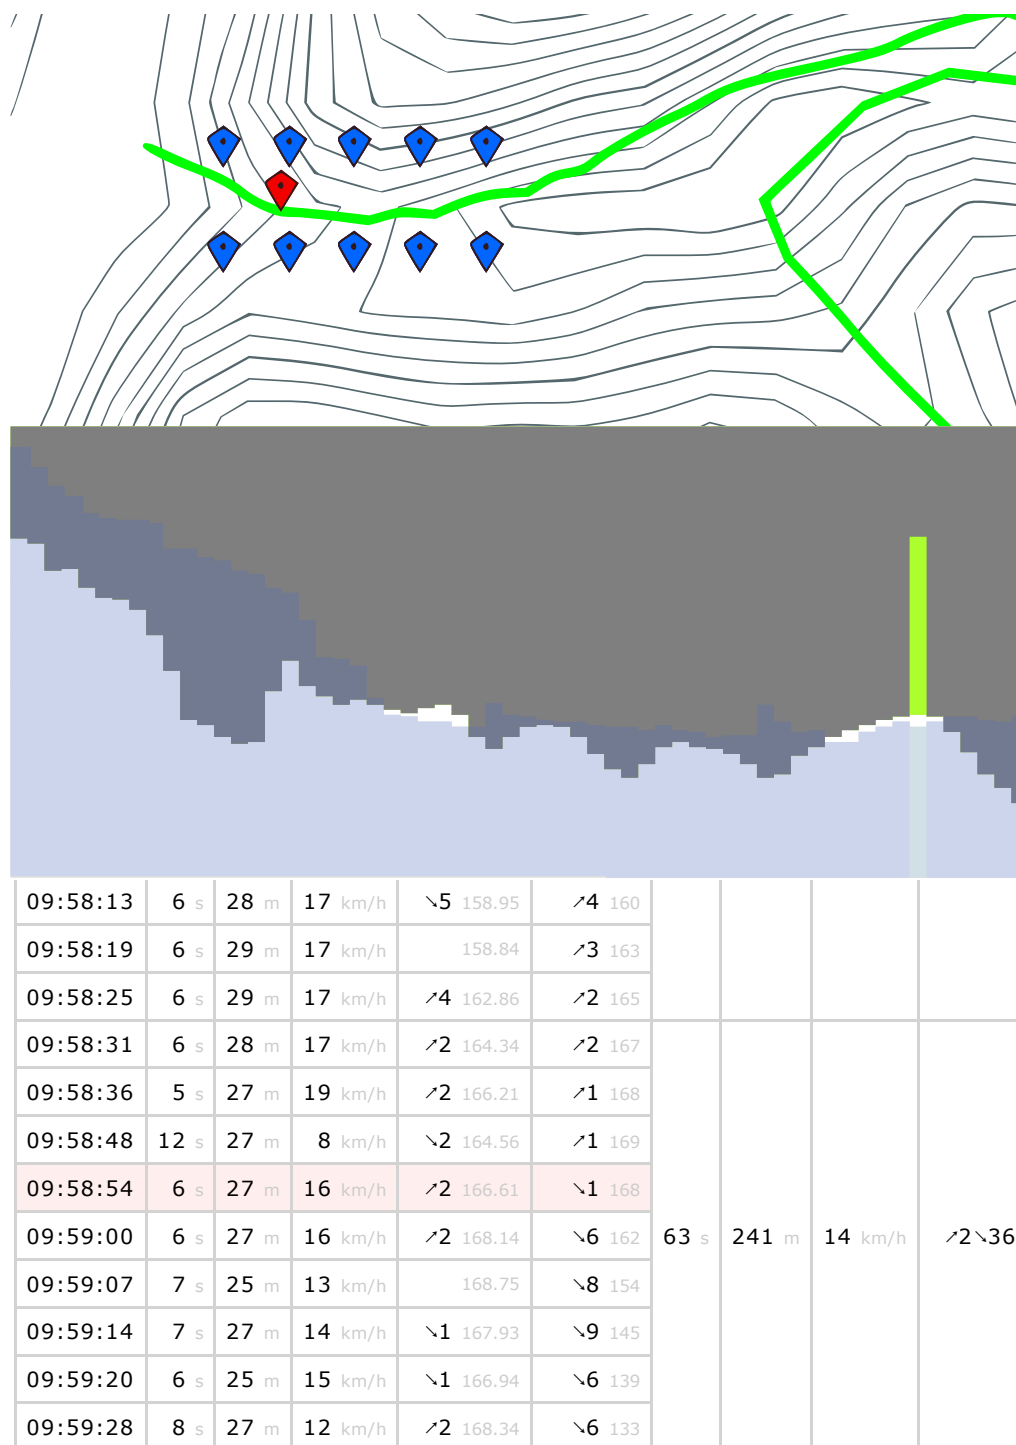 09:58:13 6 s 28 m 17 km/h ↘5 158.95 ↗4 160
09:58:19 6 s 29 m 17 km/h 158.84 ↗3 163
09:58:25 6 s 29 m 17 km/h ↗4 162.86 ↗2 165
09:58:31 6 s 28 m 17 km/h ↗2 164.34 ↗2 167
09:58:36 5 s 27 m 19 km/h ↗2 166.21 ↗1 168
09:58:48 12 s 27 m 8 km/h ↘2 164.56 ↗1 169
09:58:54 6 s 27 m 16 km/h ↗2 166.61 ↘1 168
09:59:00 6 s 27 m 16 km/h ↗2 168.14 ↘6 162 63 s 241 m 14 km/h ↗2↘36
09:59:07 7 s 25 m 13 km/h 168.75 ↘8 154
09:59:14 7 s 27 m 14 km/h ↘1 167.93 ↘9 145
09:59:20 6 s 25 m 15 km/h ↘1 166.94 ↘6 139
09:59:28 8 s 27 m 12 km/h ↗2 168.34 ↘6 133